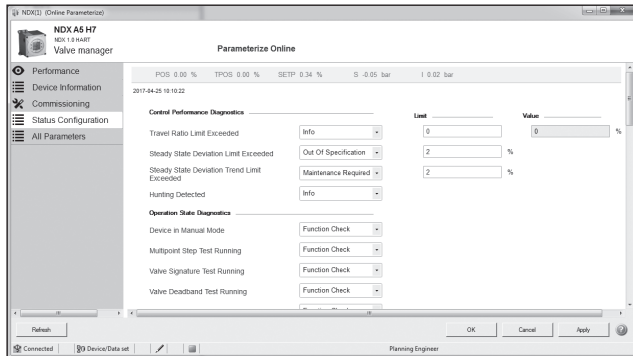 NDX(1) (Online Parameterize)
NDX A5 H7
NDX 1.0 HART
Valve manager
Parameterize Online
Performance
Device Information
Commissioning
Status Configuration
All Parameters
POS 0.00 % TPOS 0.00 % SETP 0.34 % S -0.05 bar I 0.02 bar
2017-04-25 10:10:22
Control Performance Diagnostics Limit Value
Travel Ratio Limit Exceeded Info 0 0 %
Steady State Deviation Limit Exceeded Out Of Specification 2 %
Steady State Deviation Trend Limit Exceeded Maintenance Required 2 %
Hunting Detected Info
Operation State Diagnostics
Device in Manual Mode Function Check
Multipoint Step Test Running Function Check
Valve Signature Test Running Function Check
Valve Deadband Test Running Function Check
Refresh OK Cancel Apply
Connected Device/Data set Planning Engineer